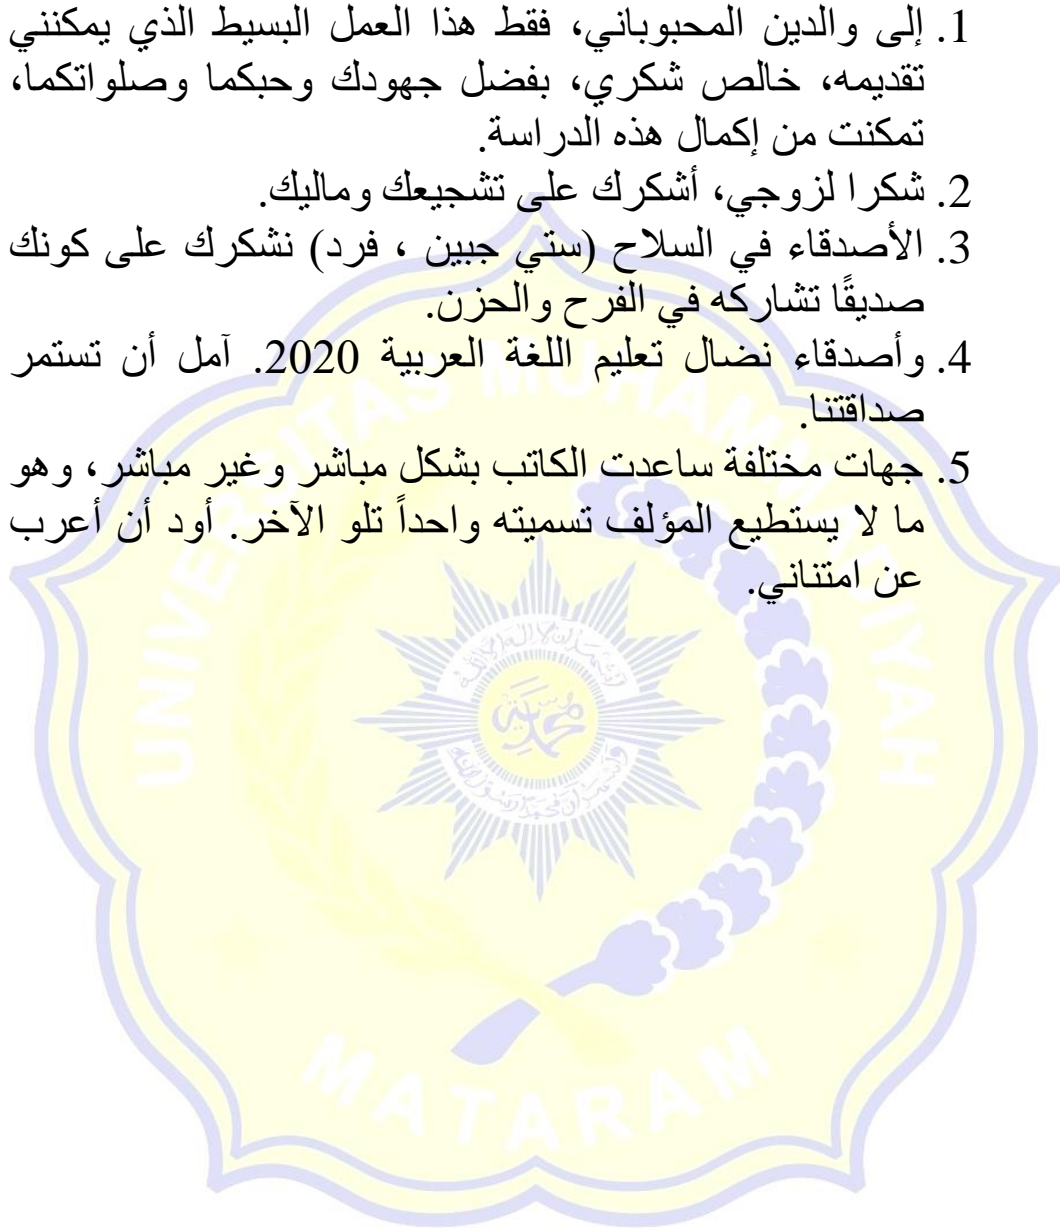 1. إلى والدين المحبوباني، فقط هذا العمل البسيط الذي يمكنني
تقديمه، خالص شكري، بفضل جهودك وحبكما وصلواتكما،
تمكنت من إكمال هذه الدراسة.
2. شكرا لزوجي، أشكرك على تشجيعك وماليك.
3. الأصدقاء في السلاح (ستي جبين ، فرد) نشكرك على كونك
صديقًا تشاركه في الفرح والحزن.
4. وأصدقاء نضال تعليم اللغة العربية 2020. آمل أن تستمر
صداقتنا.
5. جهات مختلفة ساعدت الكاتب بشكل مباشر وغير مباشر، وهو
ما لا يستطيع المؤلف تسميته واحداً تلو الآخر. أود أن أعرب
عن امتناني.
UNIVERSITAS MUHAMMADIYAH
MATARAM